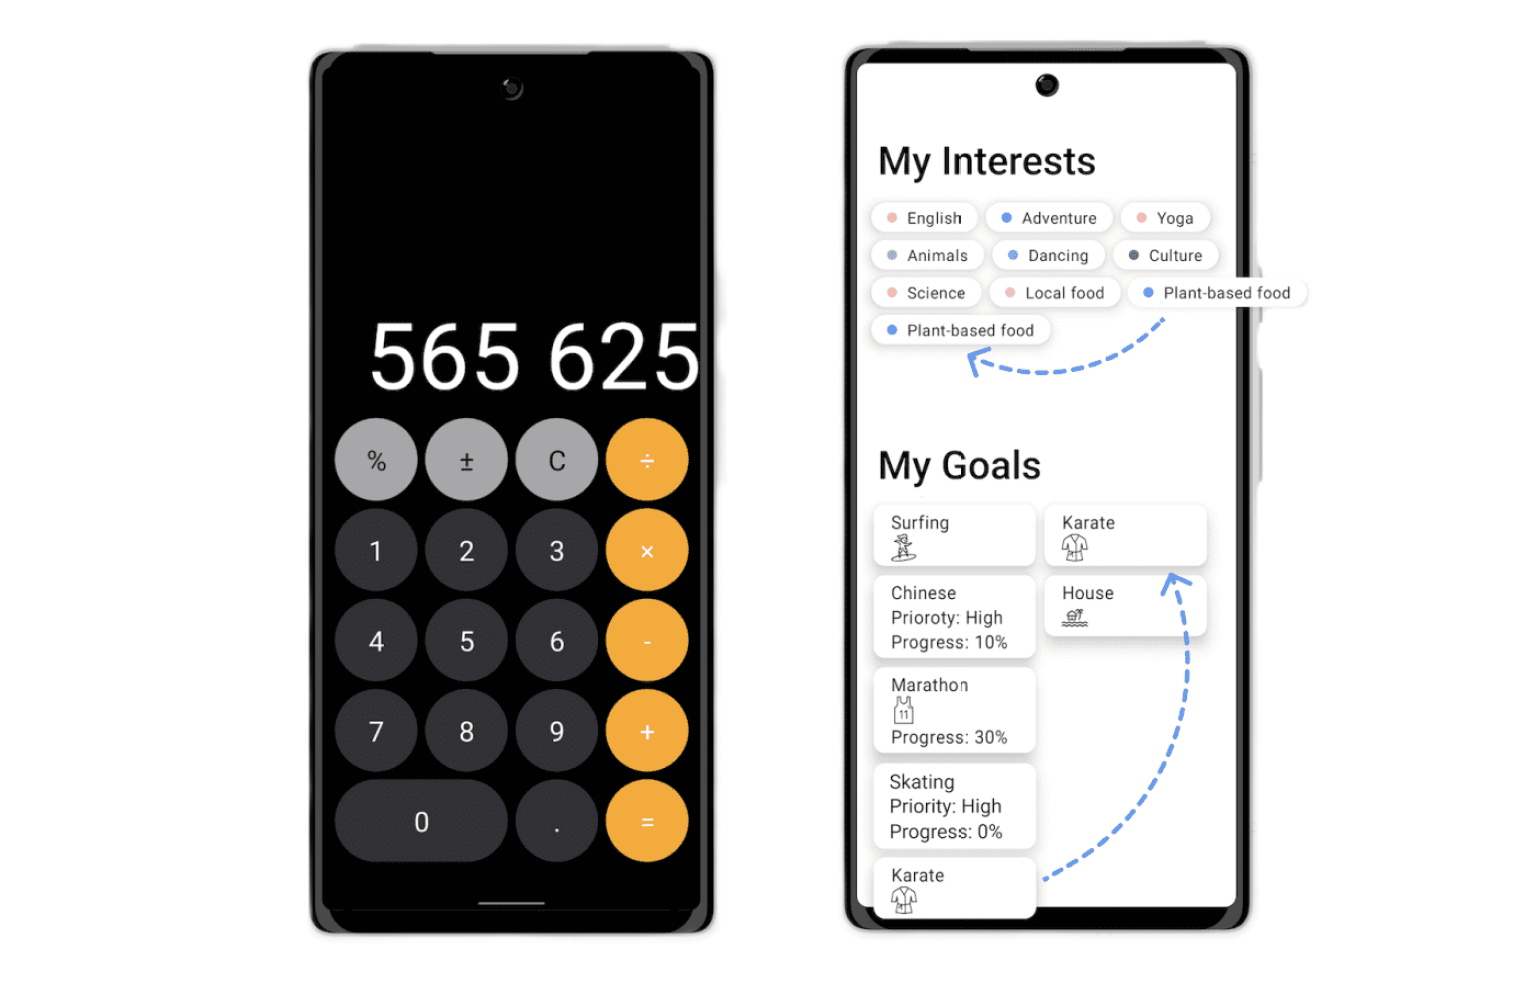 565 625
% ± C ÷
1 2 3 ×
4 5 6 -
7 8 9 +
0 . =
My Interests
English Adventure Yoga
Animals Dancing Culture
Science Local food Plant-based food
Plant-based food
My Goals
Surfing
Karate
Chinese
Prioroty: High
Progress: 10%
House
Marathon
11
Progress: 30%
Skating
Priority: High
Progress: 0%
Karate